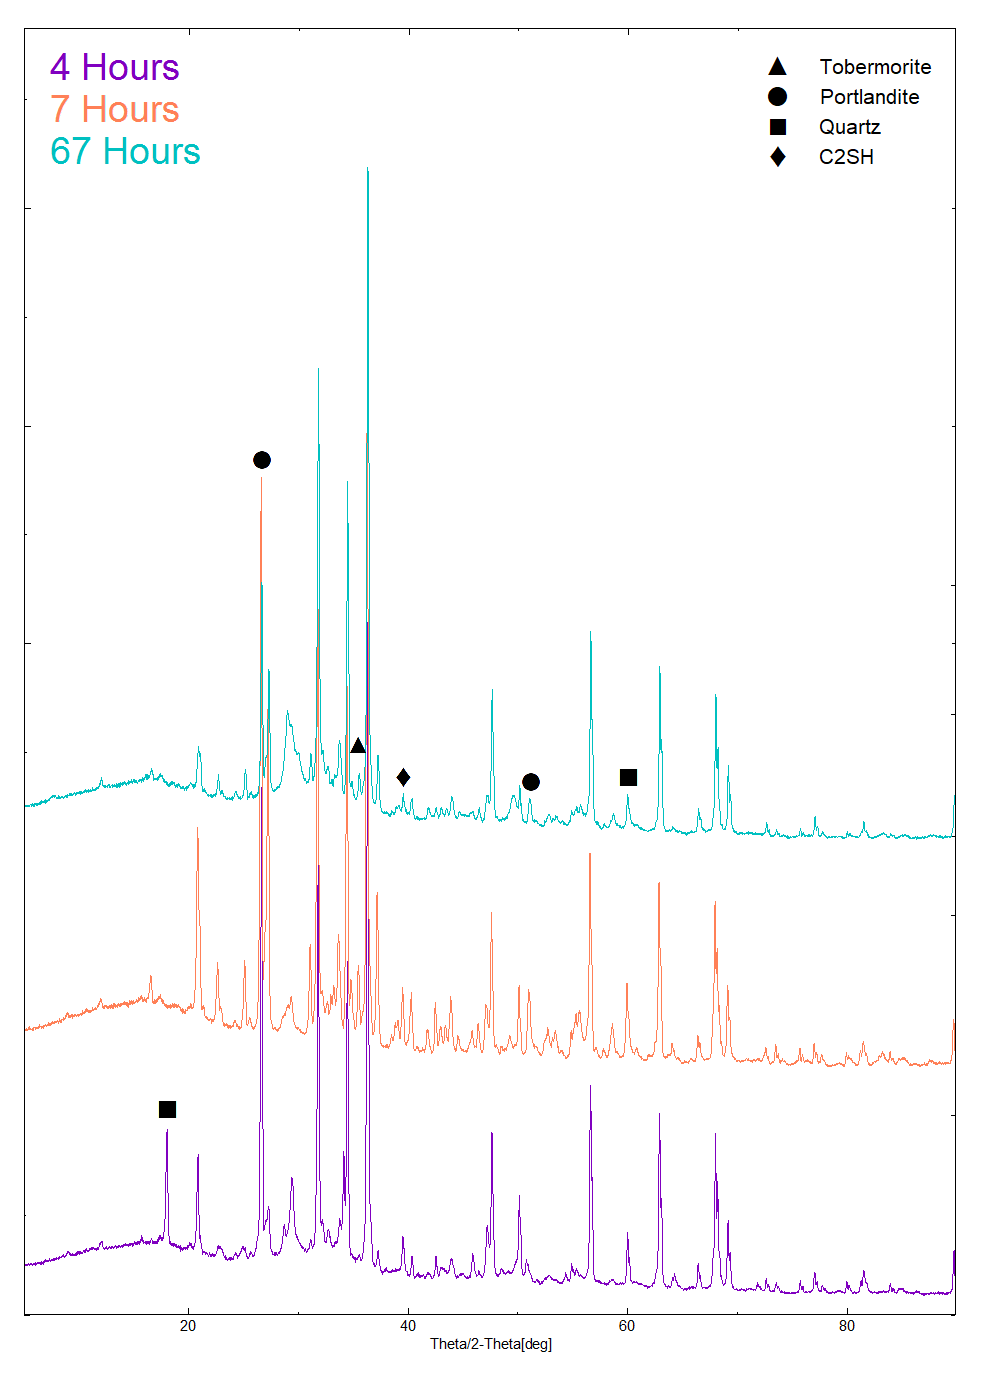 4 Hours
7 Hours
67 Hours
Tobermorite
Portlandite
Quartz
C2SH
20 40 60 80
Theta/2-Theta[deg]